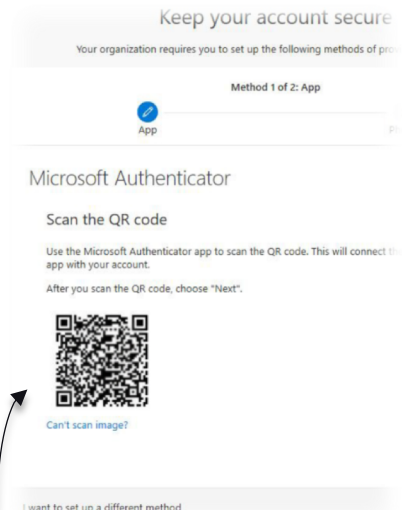 Keep your account secure
Your organization requires you to set up the following methods of
Method 1 of 2: App
App
Microsoft Authenticator
Scan the QR code
Use the Microsoft Authenticator app to scan the QR code. This will connect
app with your account.
After you scan the QR code, choose "Next".
Can't scan image?
I want to set up a different method